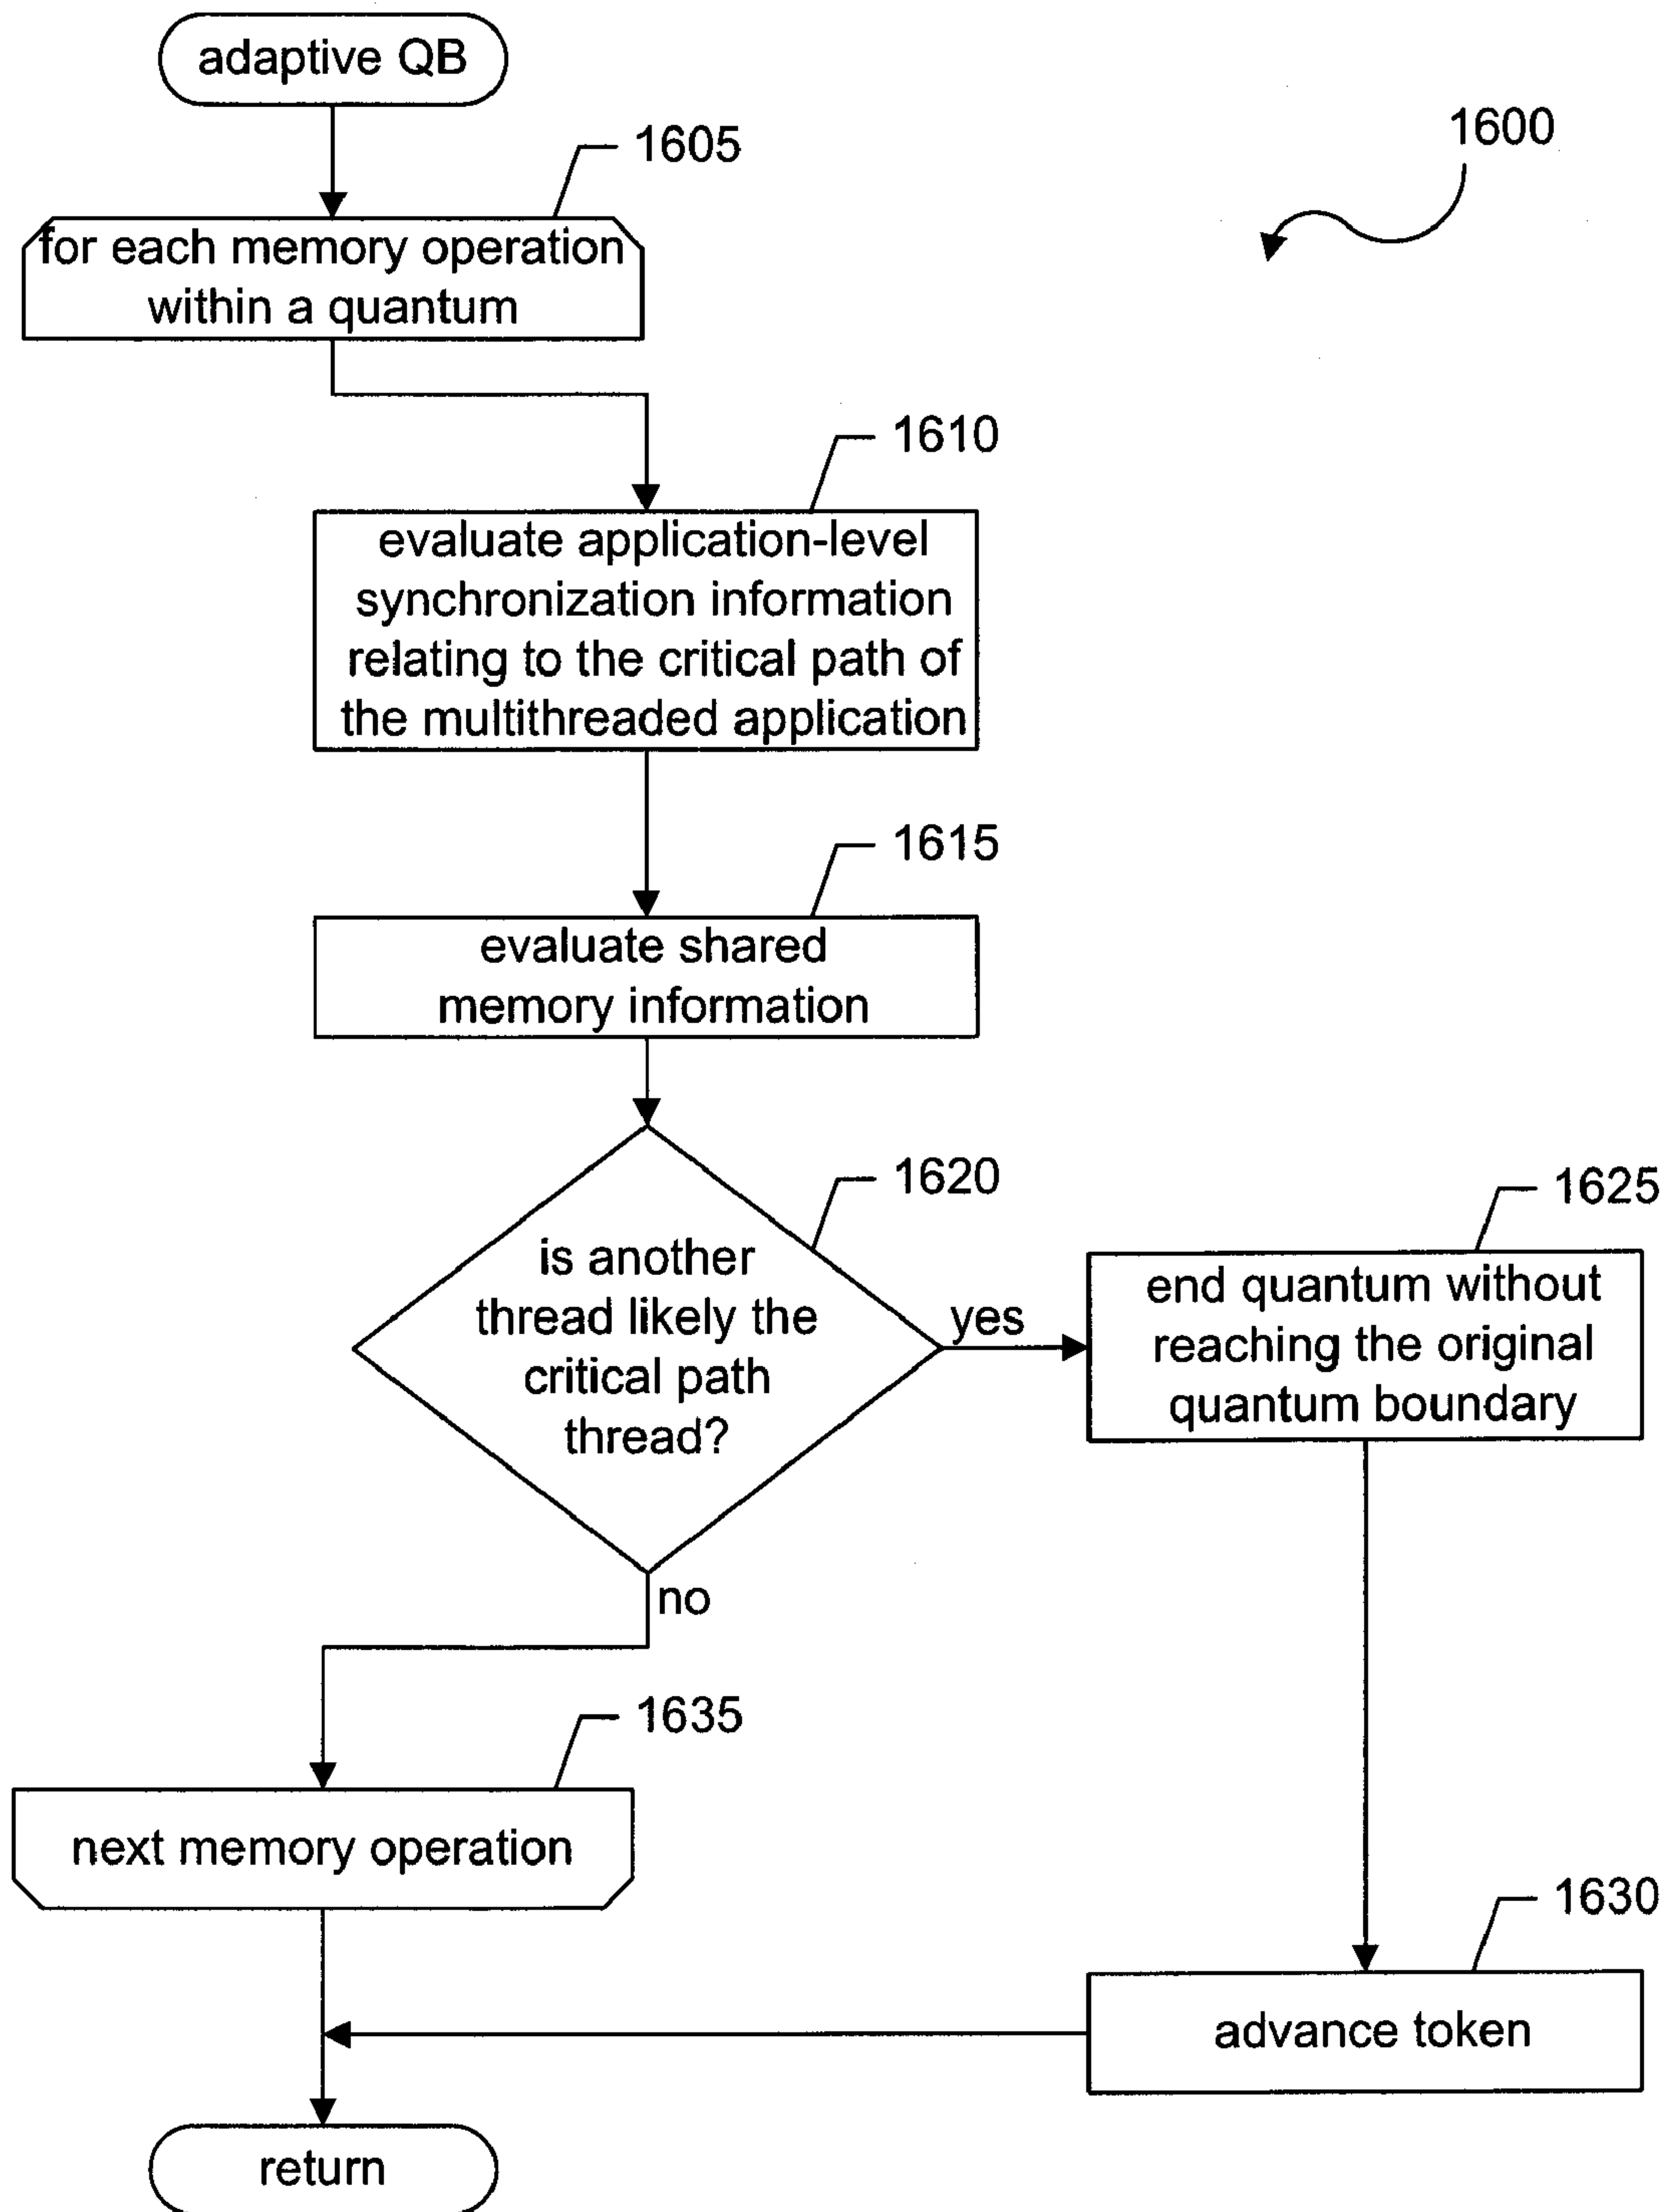 adaptive QB
1605
1600
for each memory operation
within a quantum
1610
evaluate application-level
synchronization information
relating to the critical path of
the multithreaded application
1615
evaluate shared
memory information
1620
is another
thread likely the
critical path
thread?
yes
1625
end quantum without
reaching the original
quantum boundary
no
1635
next memory operation
1630
advance token
return